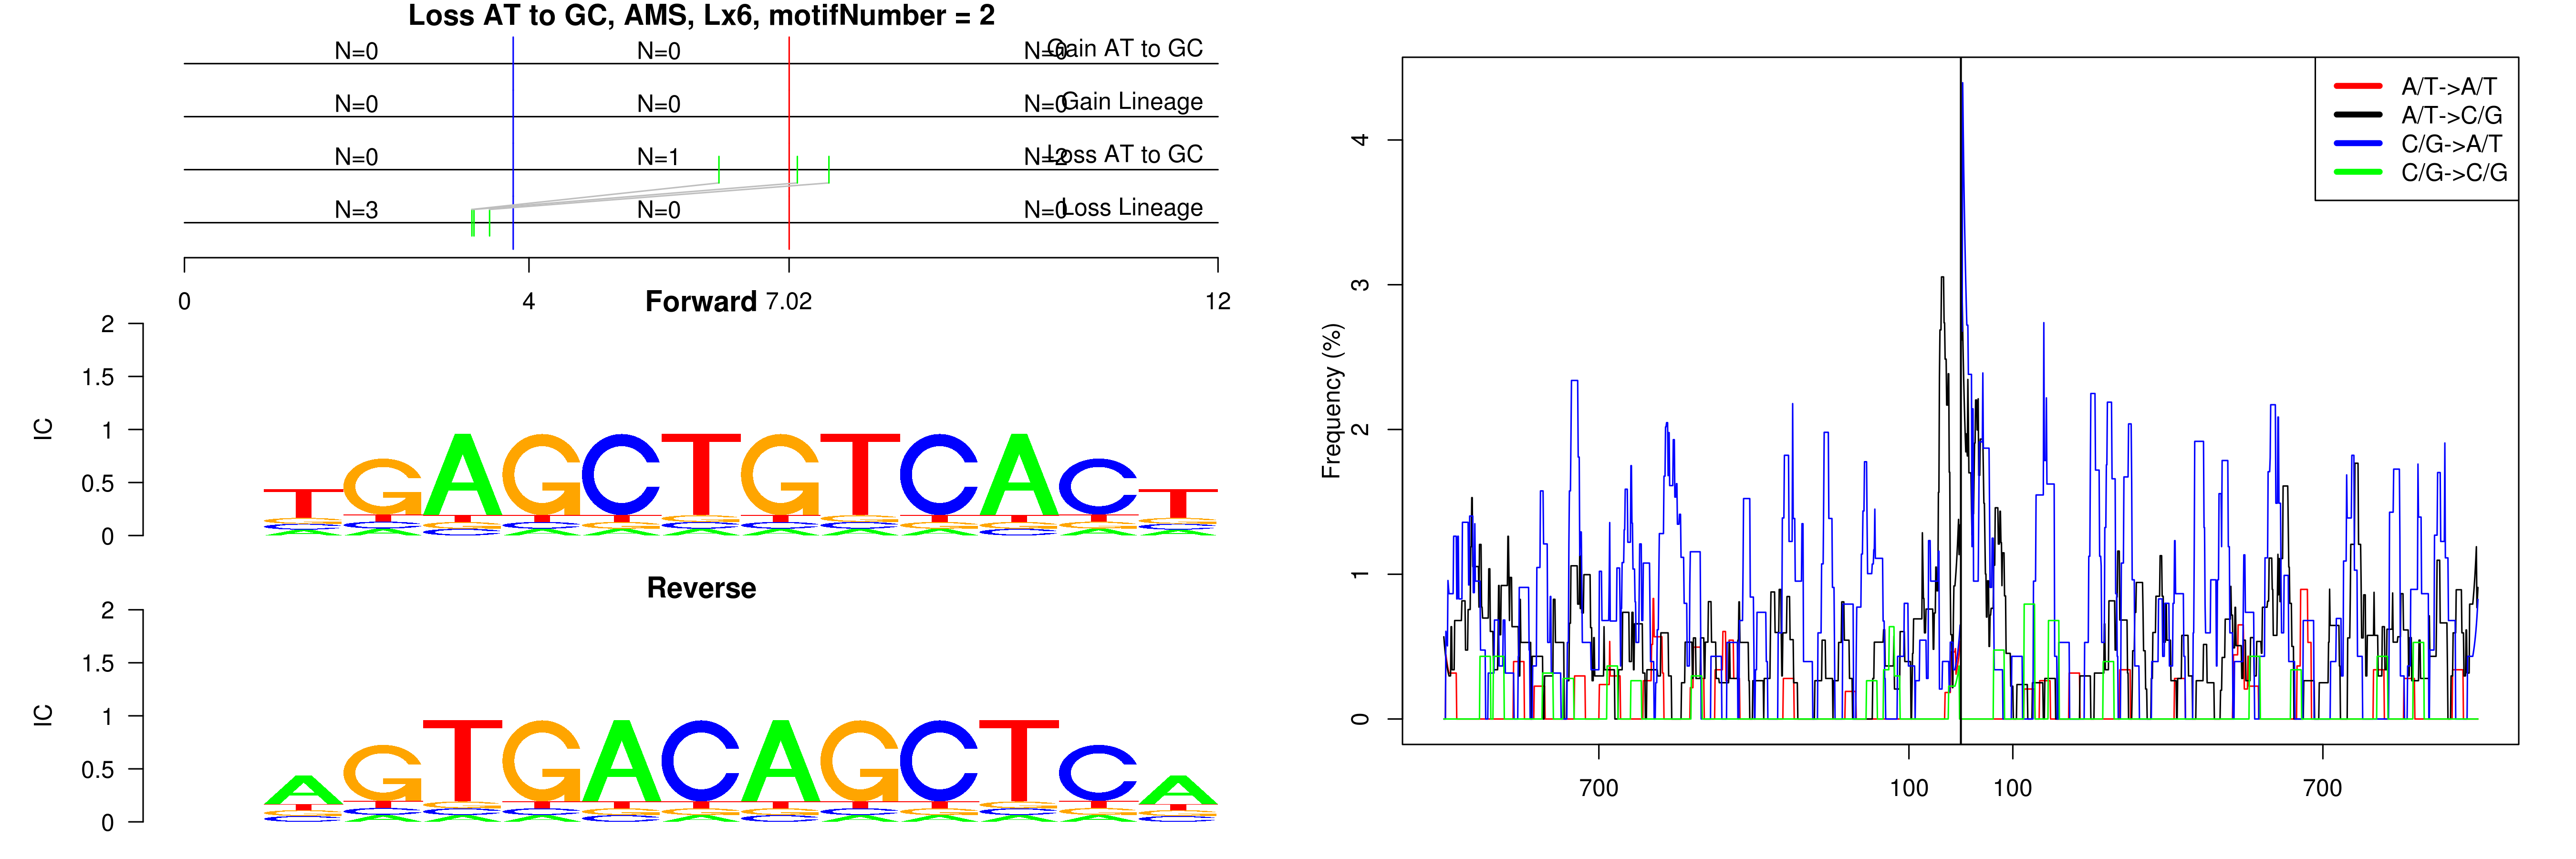 Loss AT to GC, AMS, Lx6, motifNumber = 2
N=0 N=0 N=0 Gain AT to GC
N=0 N=0 N=0 Gain Lineage
N=0 N=1 N=2 Loss AT to GC
N=3 N=0 N=0 Loss Lineage
0 4 7.02 12
Forward
IC
2
1.5
1
0.5
0
TGAGCTGTCACT
Reverse
IC
2
1.5
1
0.5
0
AGTGACAGCTCA
Frequency (%)
4
3
2
1
0
700 100 100 700
A/T->A/T
A/T->C/G
C/G->A/T
C/G->C/G